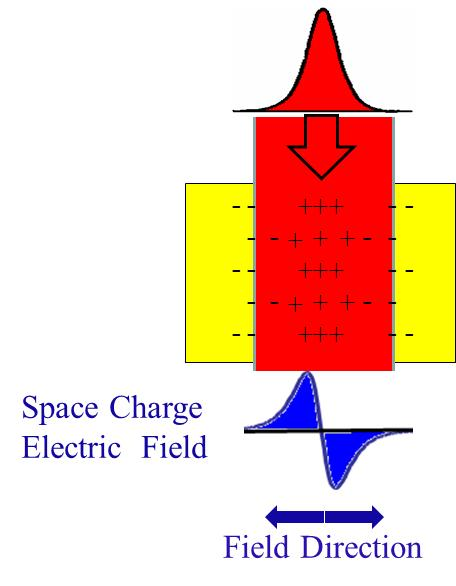 - - +++ - -
- - + + + - -
- - +++ - -
- - + + + - -
- - +++ - -
Space Charge
Electric Field
Field Direction